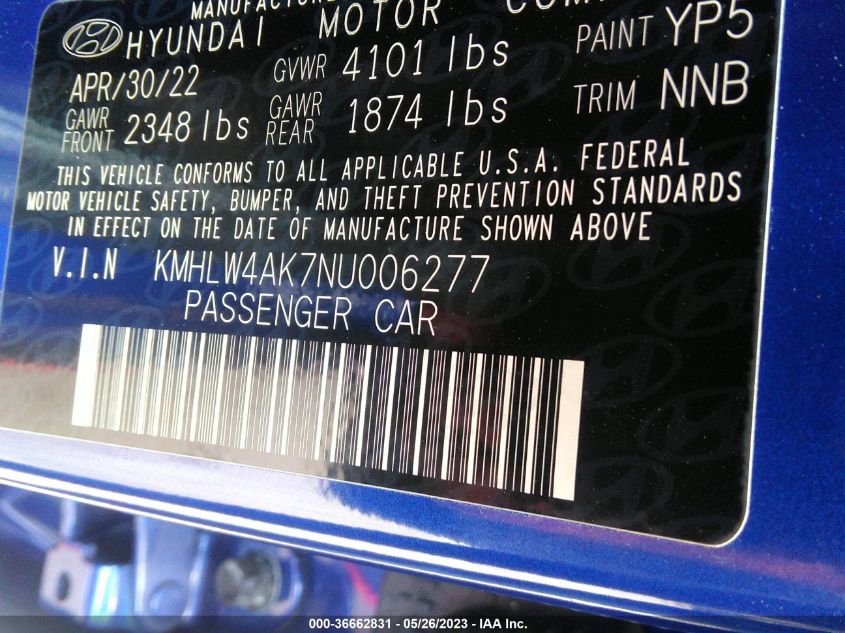 MANUFACTURE
HYUNDAI MOTOR COM
APR/30/22 GVWR 4101 lbs PAINT YP5
GAWR FRONT 2348 lbs GAWR REAR 1874 lbs TRIM NNB
THIS VEHICLE CONFORMS TO ALL APPLICABLE U.S.A. FEDERAL
MOTOR VEHICLE SAFETY, BUMPER, AND THEFT PREVENTION STANDARDS
IN EFFECT ON THE DATE OF MANUFACTURE SHOWN ABOVE
V.I.N KMHLW4AK7NU006277
PASSENGER CAR
000-36662831 - 05/26/2023 - IAA Inc.